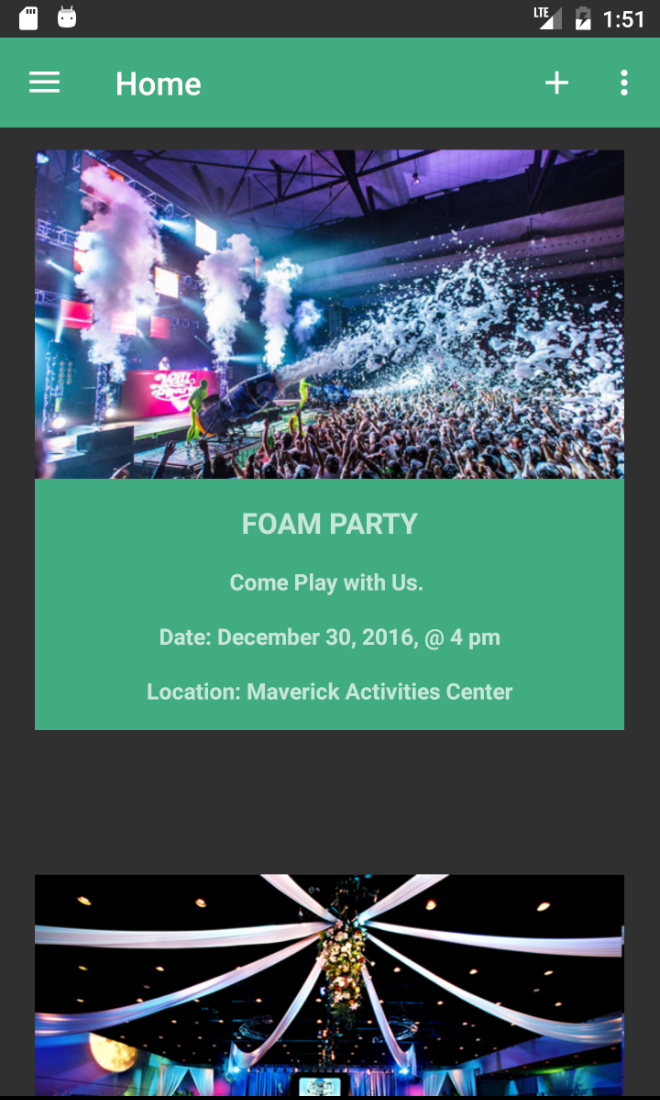 LTE
1:51
Home
FOAM PARTY
Come Play with Us.
Date: December 30, 2016, @ 4 pm
Location: Maverick Activities Center